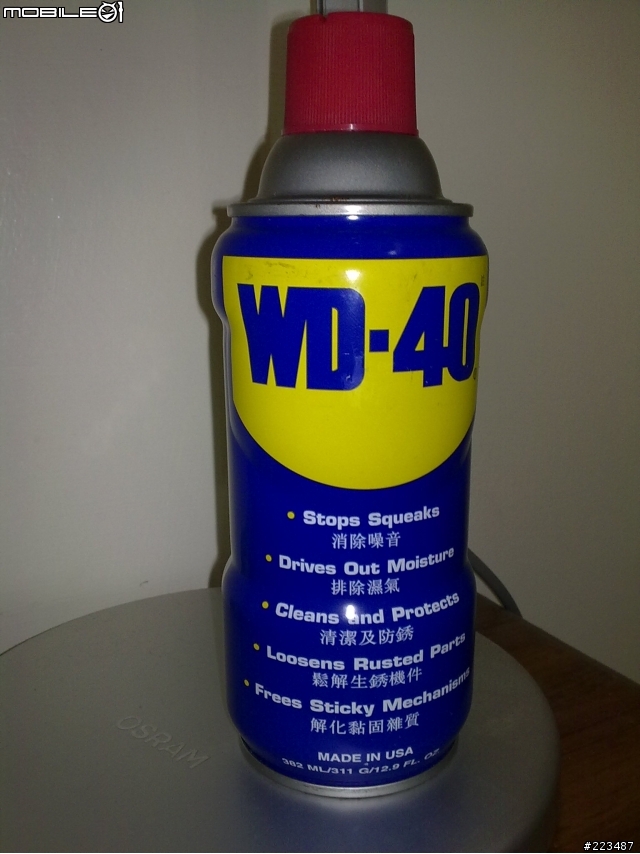 MOBILE01
WD-40
• Stops Squeaks
消除噪音
• Drives Out Moisture
排除濕氣
• Cleans and Protects
清潔及防銹
• Loosens Rusted Parts
鬆解生銹機件
• Frees Sticky Mechanisms
解化黏固雜質
MADE IN USA
382 ML/311 G/12.9 FL. OZ.
OSRAM
#223487